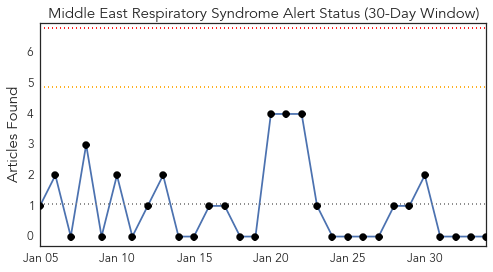 Middle East Respiratory Syndrome Alert Status (30-Day Window)
Articles Found
6
5
4
3
2
1
0
Jan 05 Jan 10 Jan 15 Jan 20 Jan 25 Jan 30